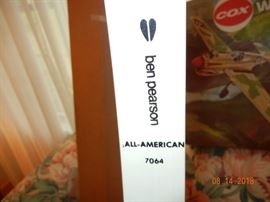 ben pearson
ALL-AMERICAN
7064
COX
W
08 14 2018